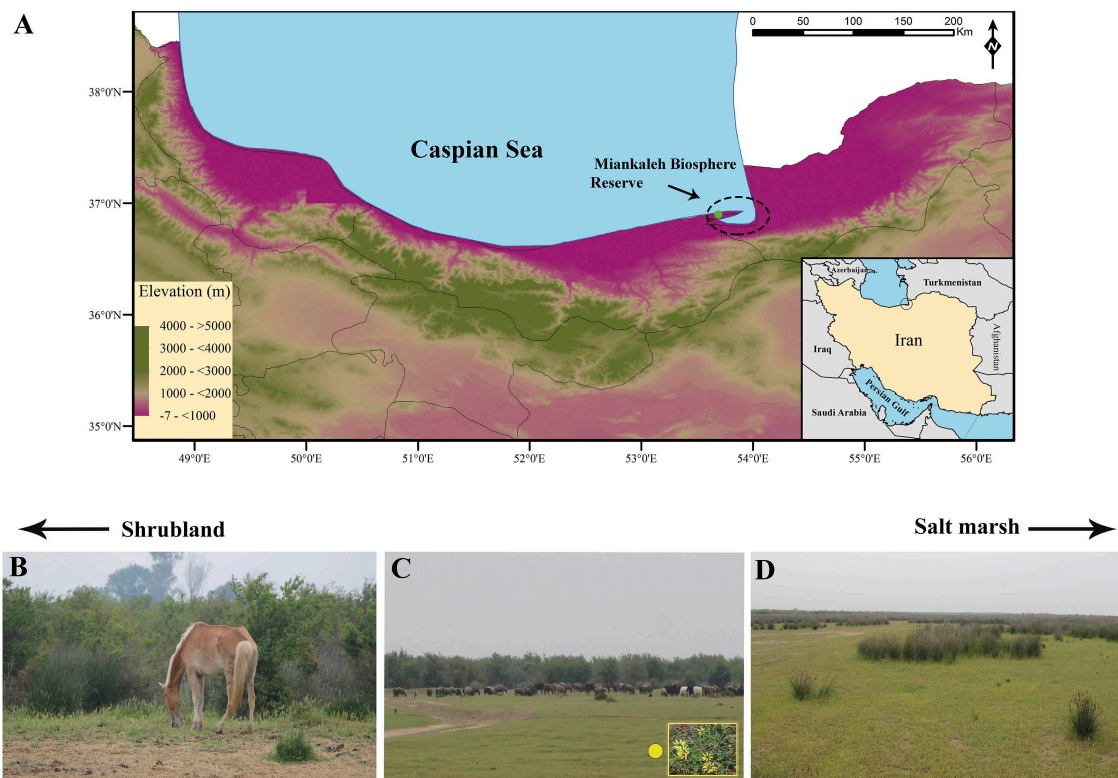 A
0 50 100 150 200
Km
N
38°0'N
37°0'N
36°0'N
35°0'N
Caspian Sea
Miankaleh Biosphere
Reserve
Elevation (m)
4000 - >5000
3000 - <4000
2000 - <3000
1000 - <2000
-7 - <1000
Azerbaijan
Turkmenistan
Iraq
Iran
Afghanistan
Persian Gulf
Saudi Arabia
49°0'E 50°0'E 51°0'E 52°0'E 53°0'E 54°0'E 55°0'E 56°0'E
Shrubland
Salt marsh
B
C
D